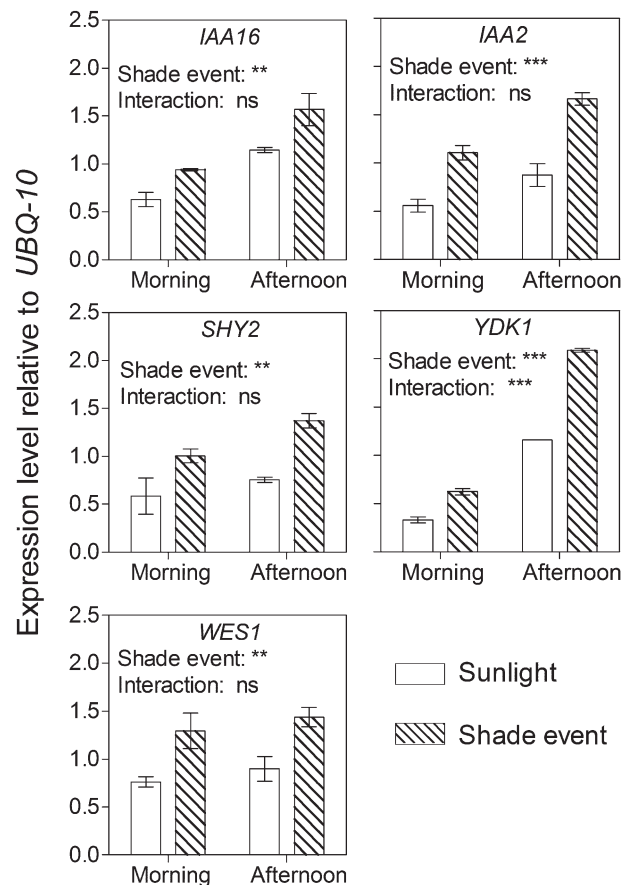 Expression level relative to UBQ-10
IAA16
Shade event: **
Interaction: ns
2.5
2.0
1.5
1.0
0.5
0.0
Morning Afternoon
IAA2
Shade event: ***
Interaction: ns
Morning Afternoon
SHY2
Shade event: **
Interaction: ns
2.5
2.0
1.5
1.0
0.5
0.0
Morning Afternoon
YDK1
Shade event: ***
Interaction: ***
Morning Afternoon
WES1
Shade event: **
Interaction: ns
2.5
2.0
1.5
1.0
0.5
0.0
Morning Afternoon
Sunlight
Shade event